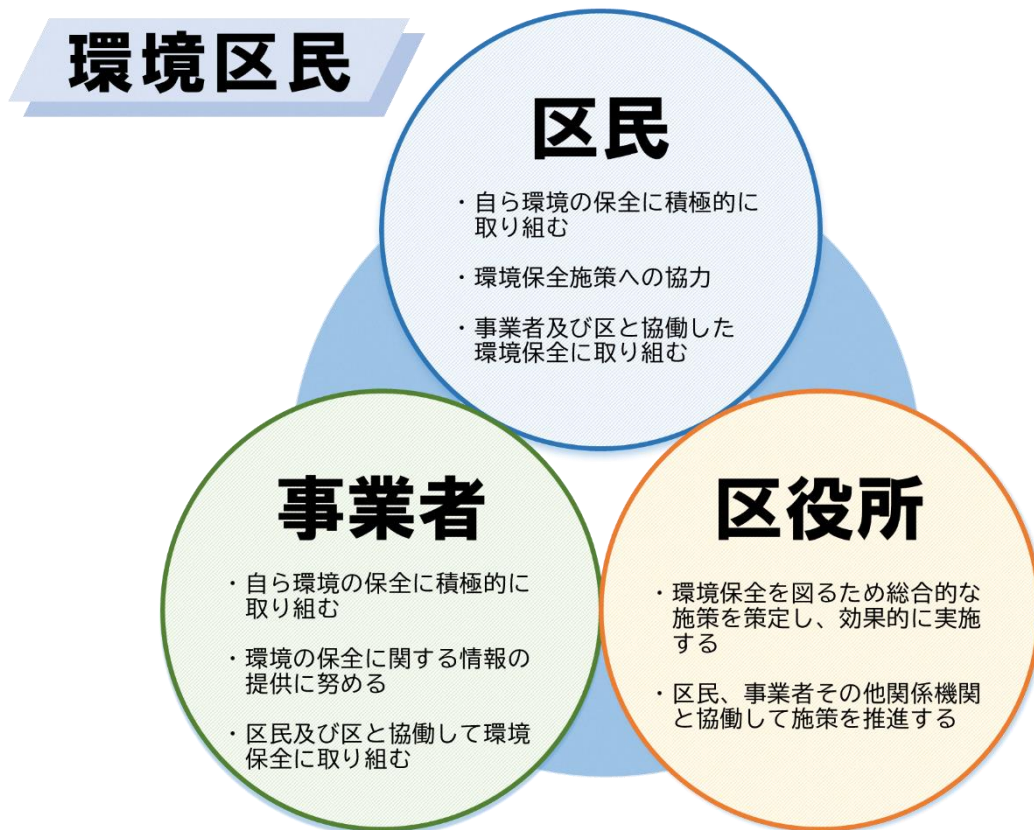 環境区民
区民
・自ら環境の保全に積極的に
取り組む
・環境保全施策への協力
・事業者及び区と協働した
環境保全に取り組む
事業者
・自ら環境の保全に積極的に
取り組む
・環境の保全に関する情報の
提供に努める
・区民及び区と協働して環境
保全に取り組む
区役所
・環境保全を図るため総合的な
施策を策定し、効果的に実施
する
・区民、事業者その他関係機関
と協働して施策を推進する